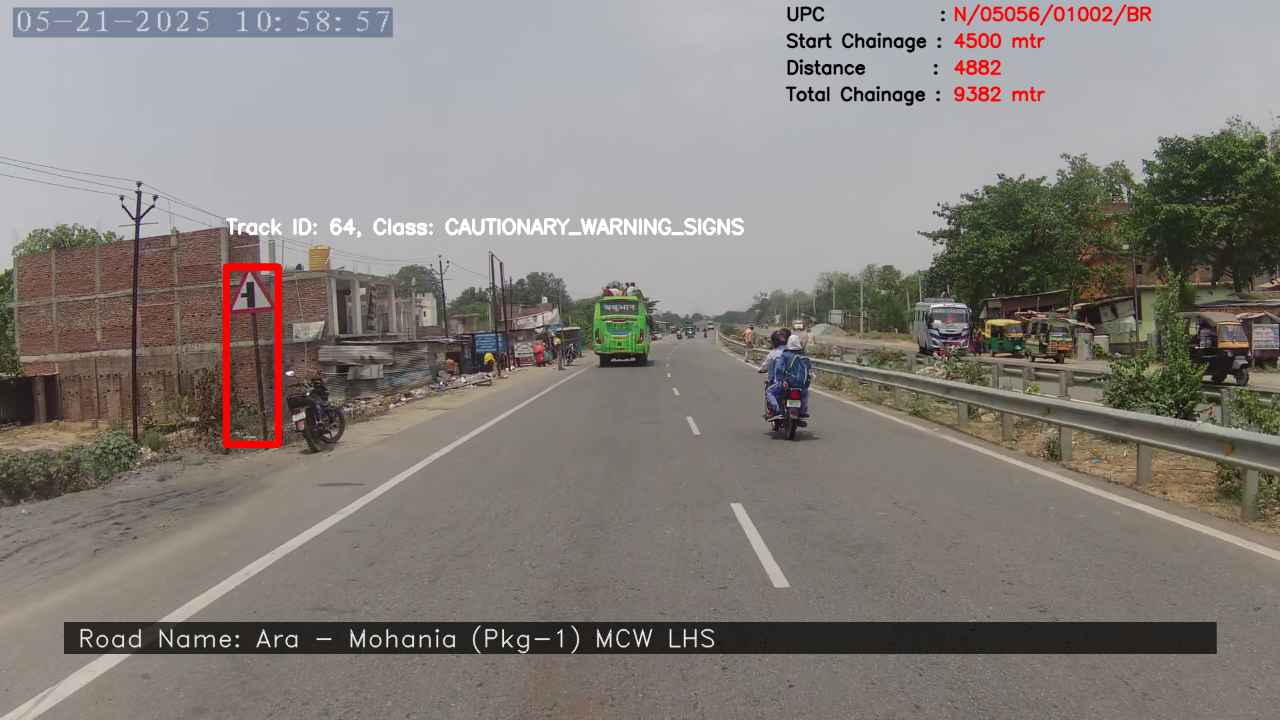 05-21-2025 10:58:57
UPC : N/05056/01002/BR
Start Chainage : 4500 mtr
Distance : 4882
Total Chainage : 9382 mtr
Track ID: 64, Class: CAUTIONARY_WARNING_SIGNS
Road Name: Ara - Mohania (Pkg-1) MCW LHS